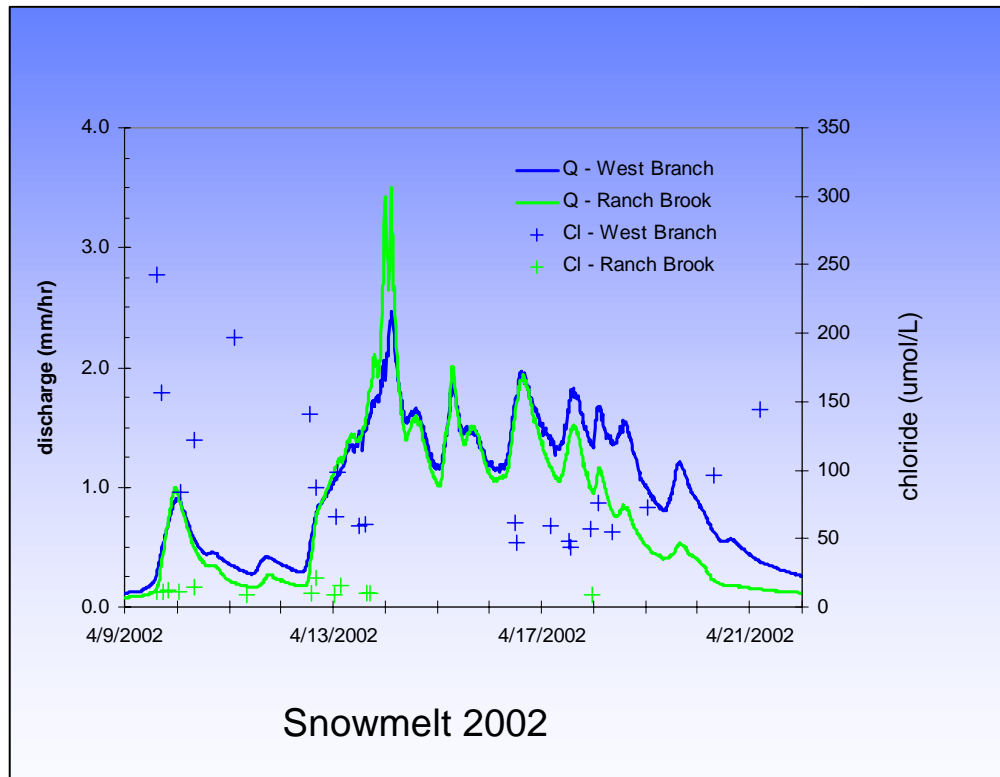 4.0
3.0
2.0
1.0
0.0
discharge (mm/hr)
350
300
250
200
150
100
50
0
chloride (umol/L)
Q - West Branch
Q - Ranch Brook
Cl - West Branch
Cl - Ranch Brook
4/9/2002 4/13/2002 4/17/2002 4/21/2002
Snowmelt 2002